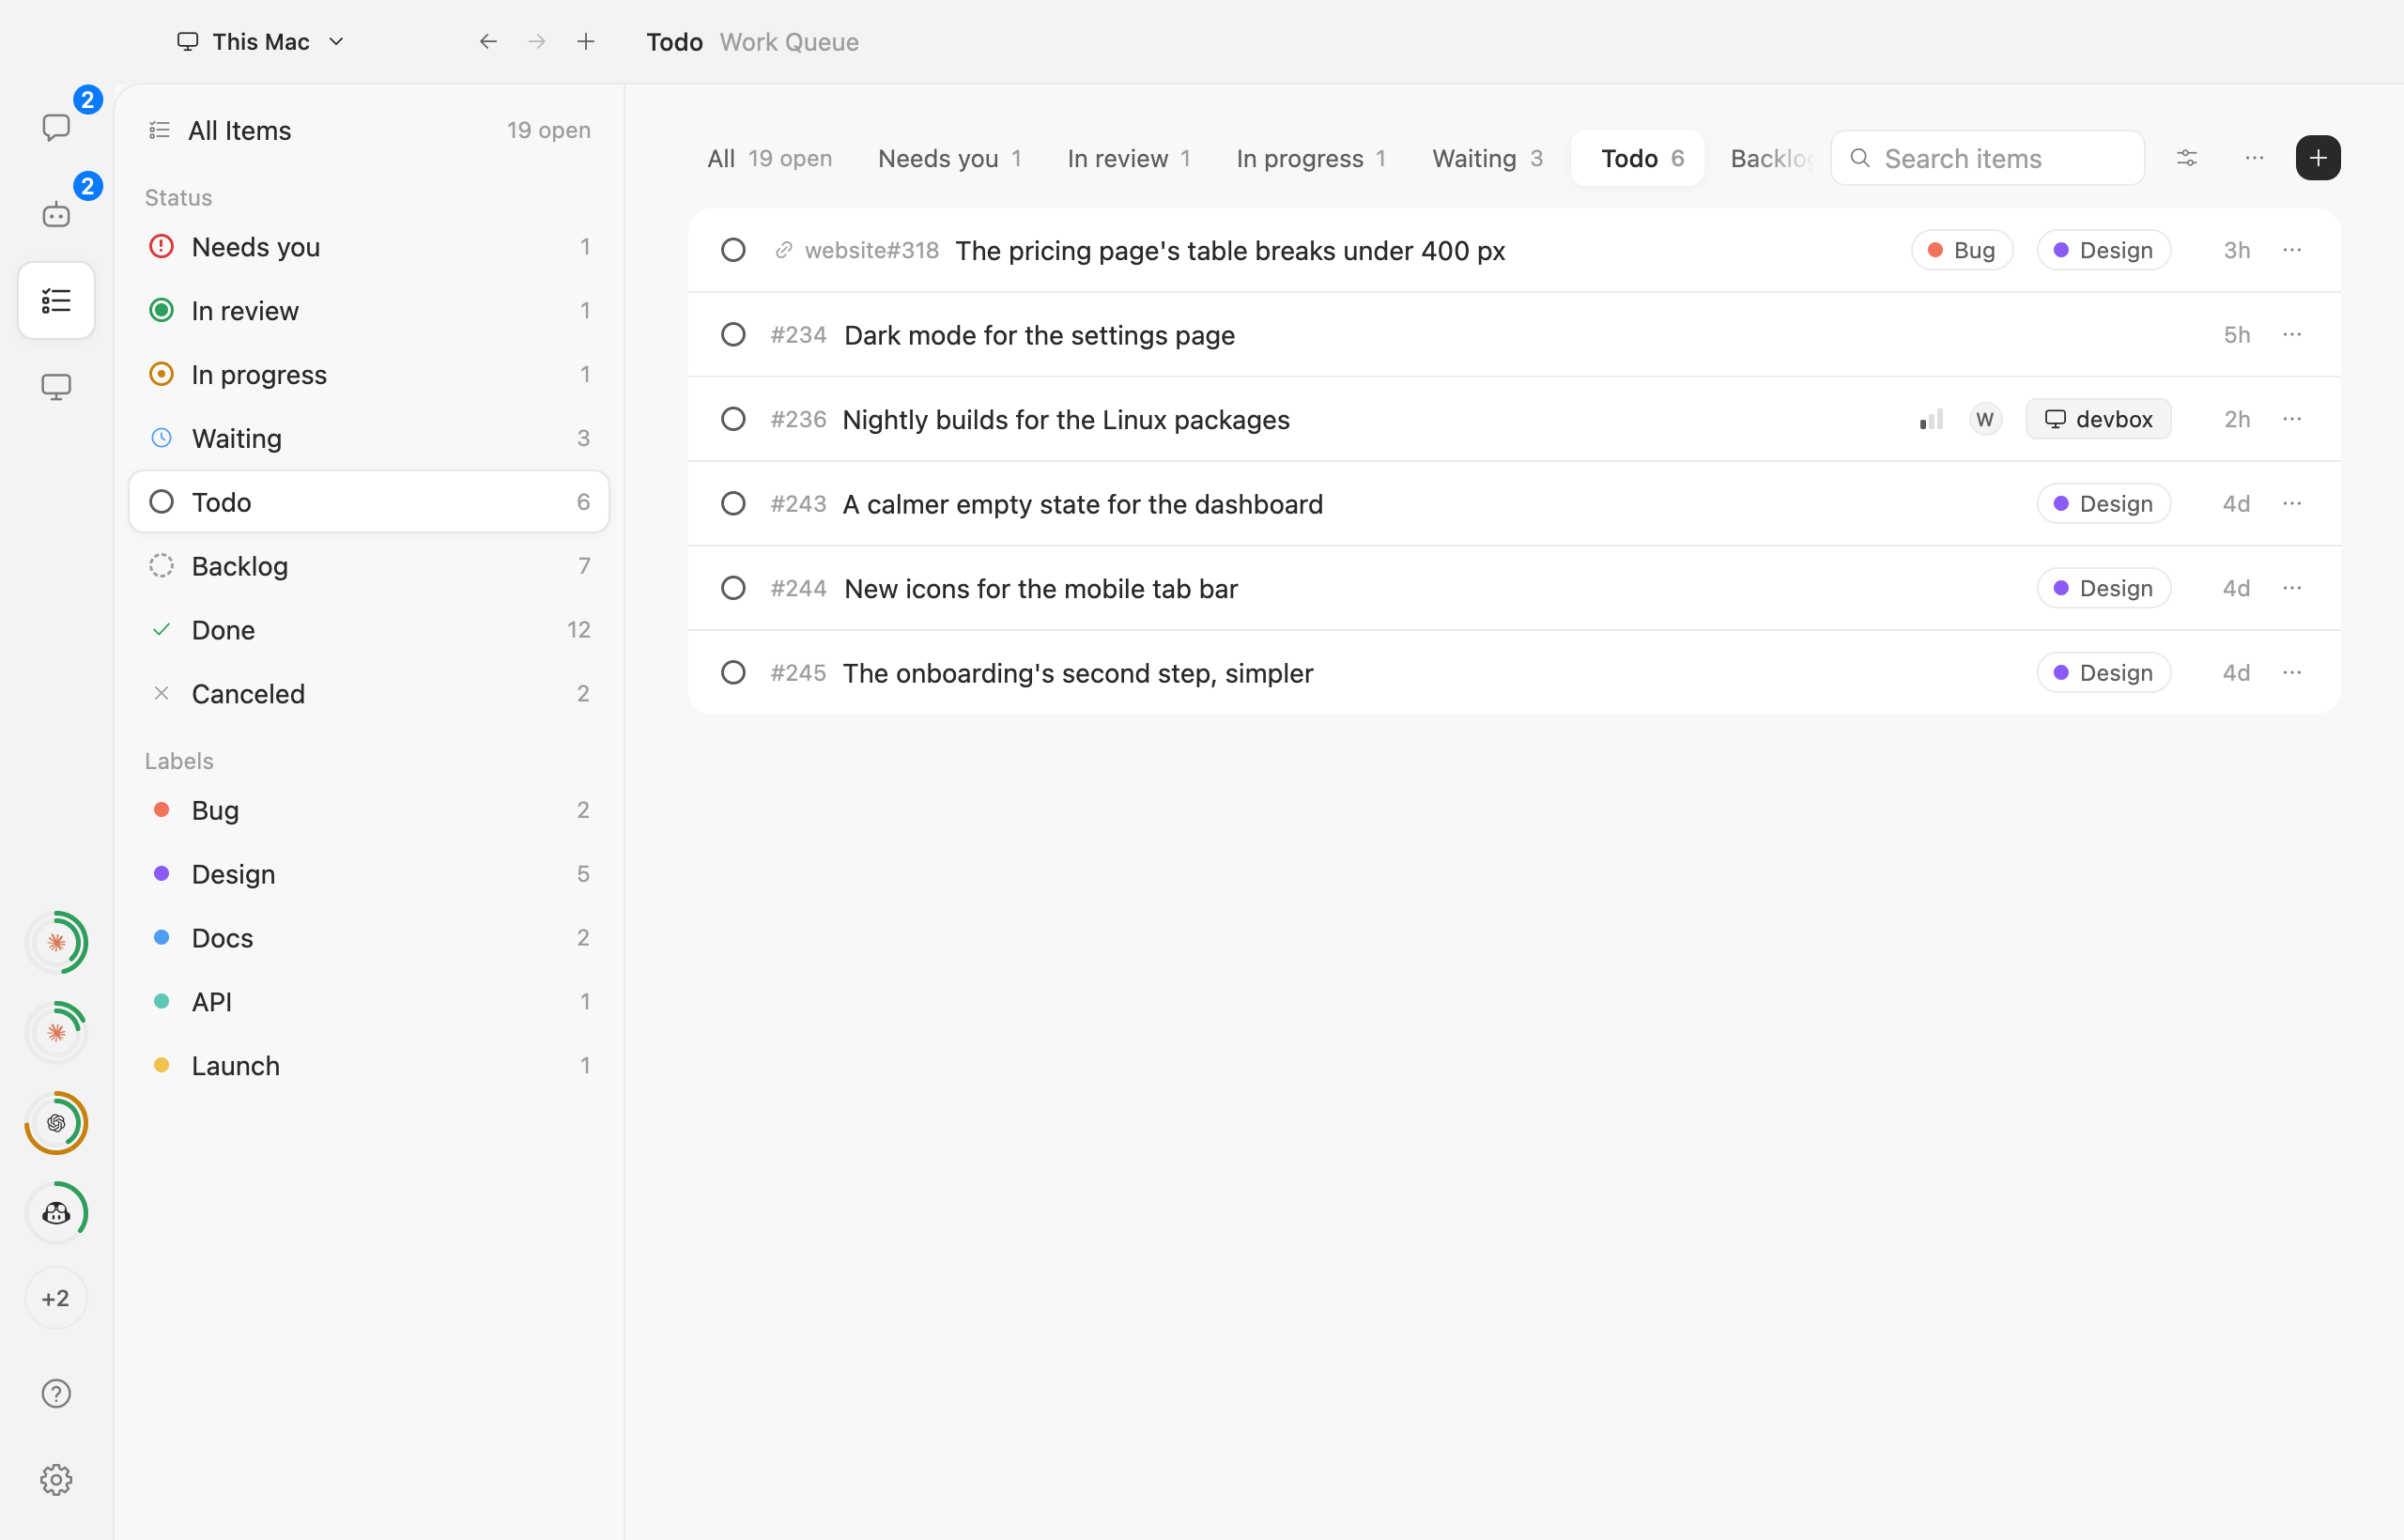 This Mac
Todo Work Queue
2
2
All Items 19 open
Status
Needs you 1
In review 1
In progress 1
Waiting 3
Todo 6
Backlog 7
Done 12
Canceled 2
Labels
Bug 2
Design 5
Docs 2
API 1
Launch 1
+2
All 19 open Needs you 1 In review 1 In progress 1 Waiting 3 Todo 6 Backlog Search items
website#318 The pricing page's table breaks under 400 px Bug Design 3h
#234 Dark mode for the settings page 5h
#236 Nightly builds for the Linux packages W devbox 2h
#243 A calmer empty state for the dashboard Design 4d
#244 New icons for the mobile tab bar Design 4d
#245 The onboarding's second step, simpler Design 4d